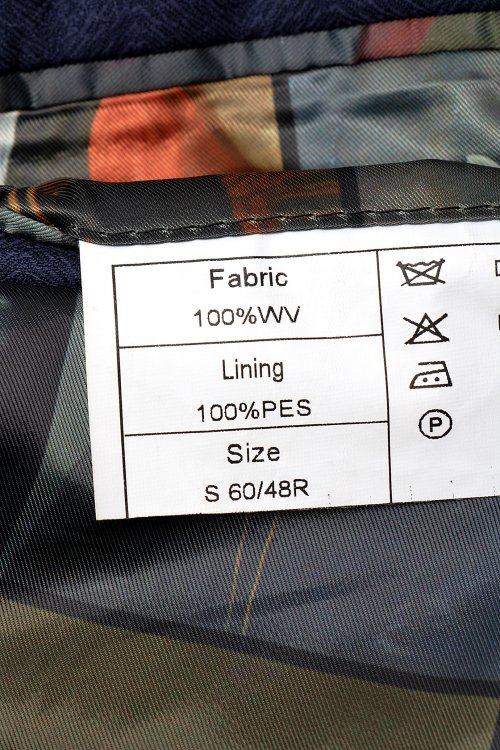 Fabric
100%WV
Lining
100%PES
Size
S 60/48R
P